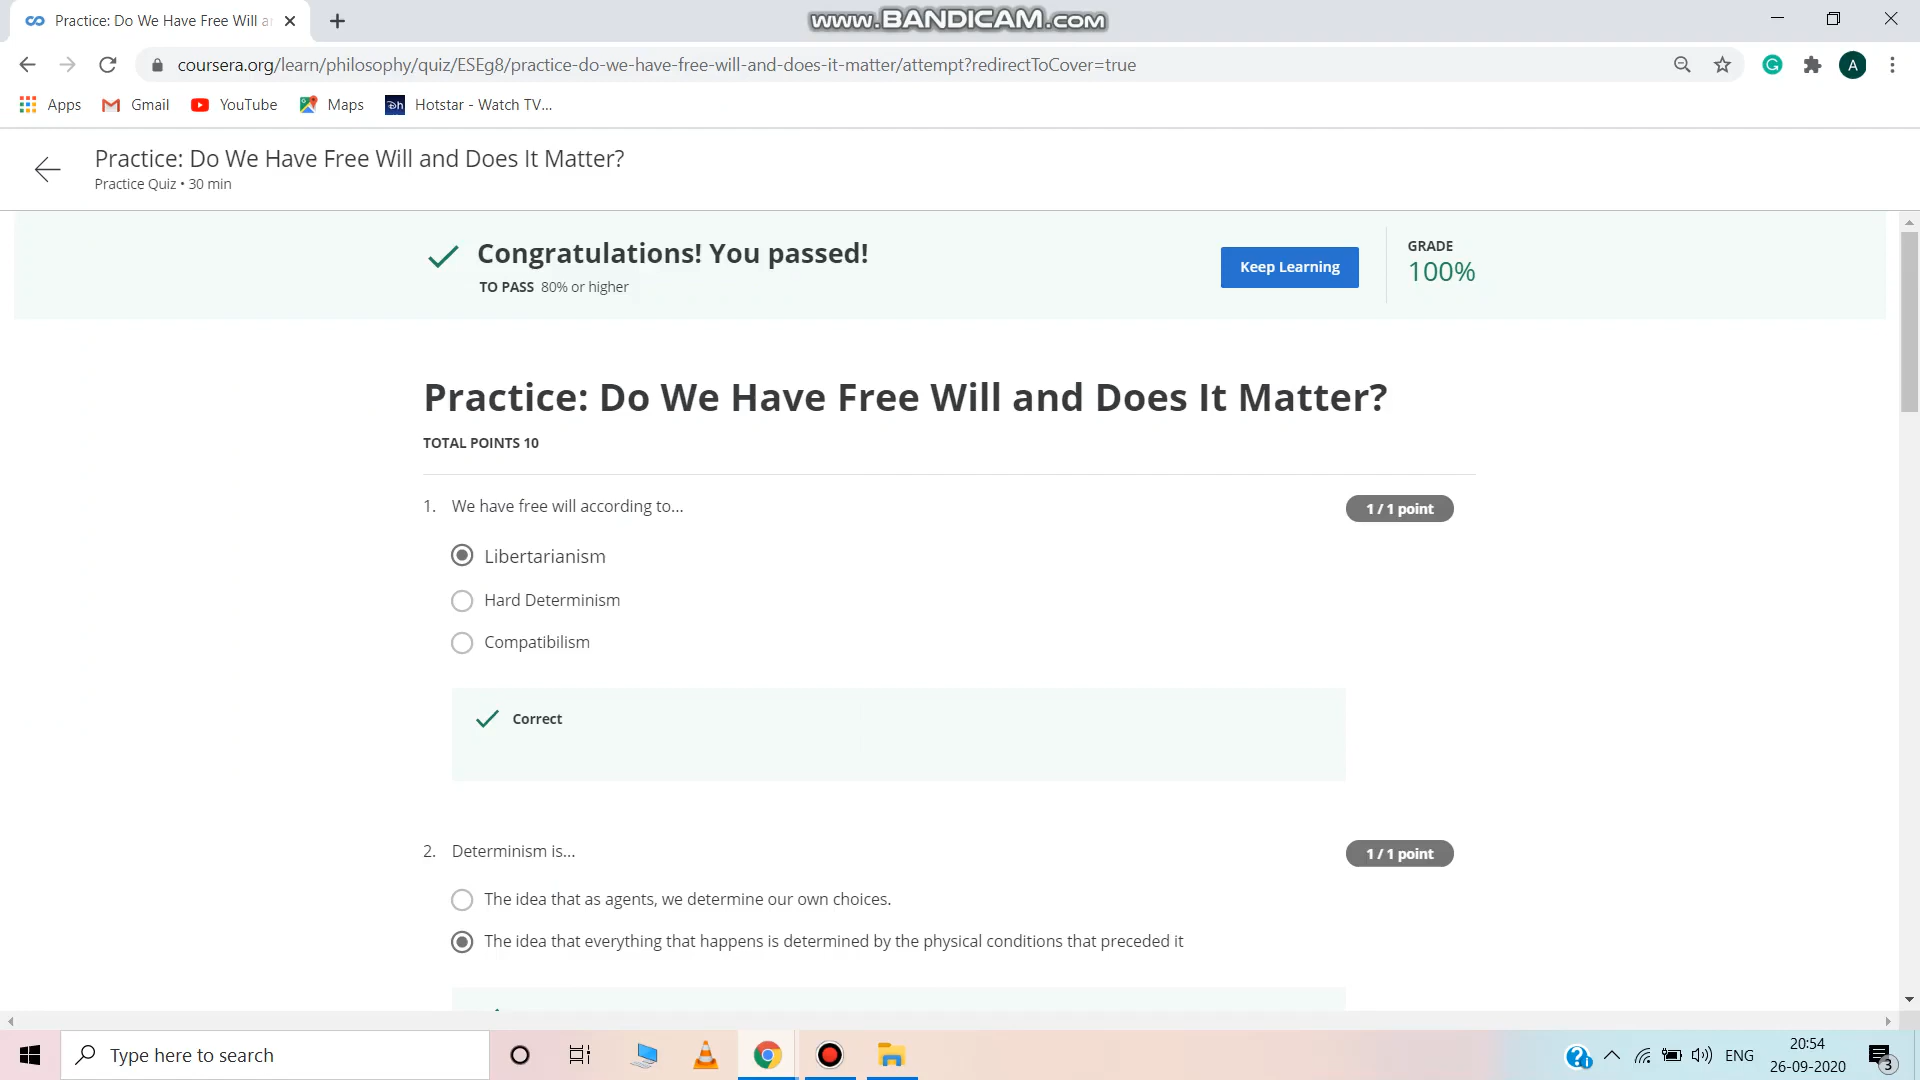 Practice: Do We Have Free Will a
www.BANDICAM.com
coursera.org/learn/philosophy/quiz/ESEg8/practice-do-we-have-free-will-and-does-it-matter/attempt?redirectToCover=true
A
Apps
Gmail
YouTube
Maps
Hotstar - Watch TV...
Practice: Do We Have Free Will and Does It Matter?
Practice Quiz • 30 min
Congratulations! You passed!
TO PASS 80% or higher
Keep Learning
GRADE
100%
Practice: Do We Have Free Will and Does It Matter?
TOTAL POINTS 10
1. We have free will according to...
1 / 1 point
Libertarianism
Hard Determinism
Compatibilism
Correct
2. Determinism is...
1 / 1 point
The idea that as agents, we determine our own choices.
The idea that everything that happens is determined by the physical conditions that preceded it
Type here to search
ENG
20:54
26-09-2020
3